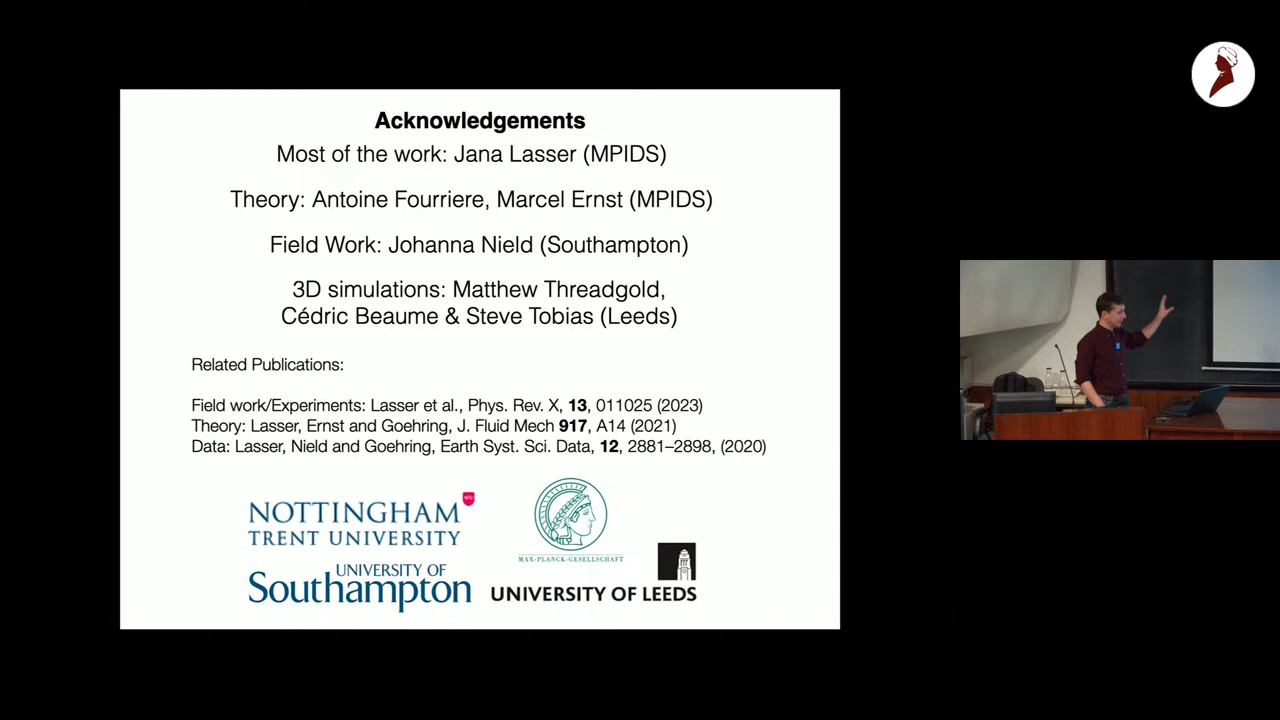 Acknowledgements
Most of the work: Jana Lasser (MPIDS)
Theory: Antoine Fourriere, Marcel Ernst (MPIDS)
Field Work: Johanna Nield (Southampton)
3D simulations: Matthew Threadgold,
Cédric Beaume & Steve Tobias (Leeds)
Related Publications:
Field work/Experiments: Lasser et al., Phys. Rev. X, 13, 011025 (2023)
Theory: Lasser, Ernst and Goehring, J. Fluid Mech 917, A14 (2021)
Data: Lasser, Nield and Goehring, Earth Syst. Sci. Data, 12, 2881–2898, (2020)
NOTTINGHAM
TRENT UNIVERSITY
NTU
MAX-PLANCK-GESELLSCHAFT
UNIVERSITY OF
Southampton
UNIVERSITY OF LEEDS